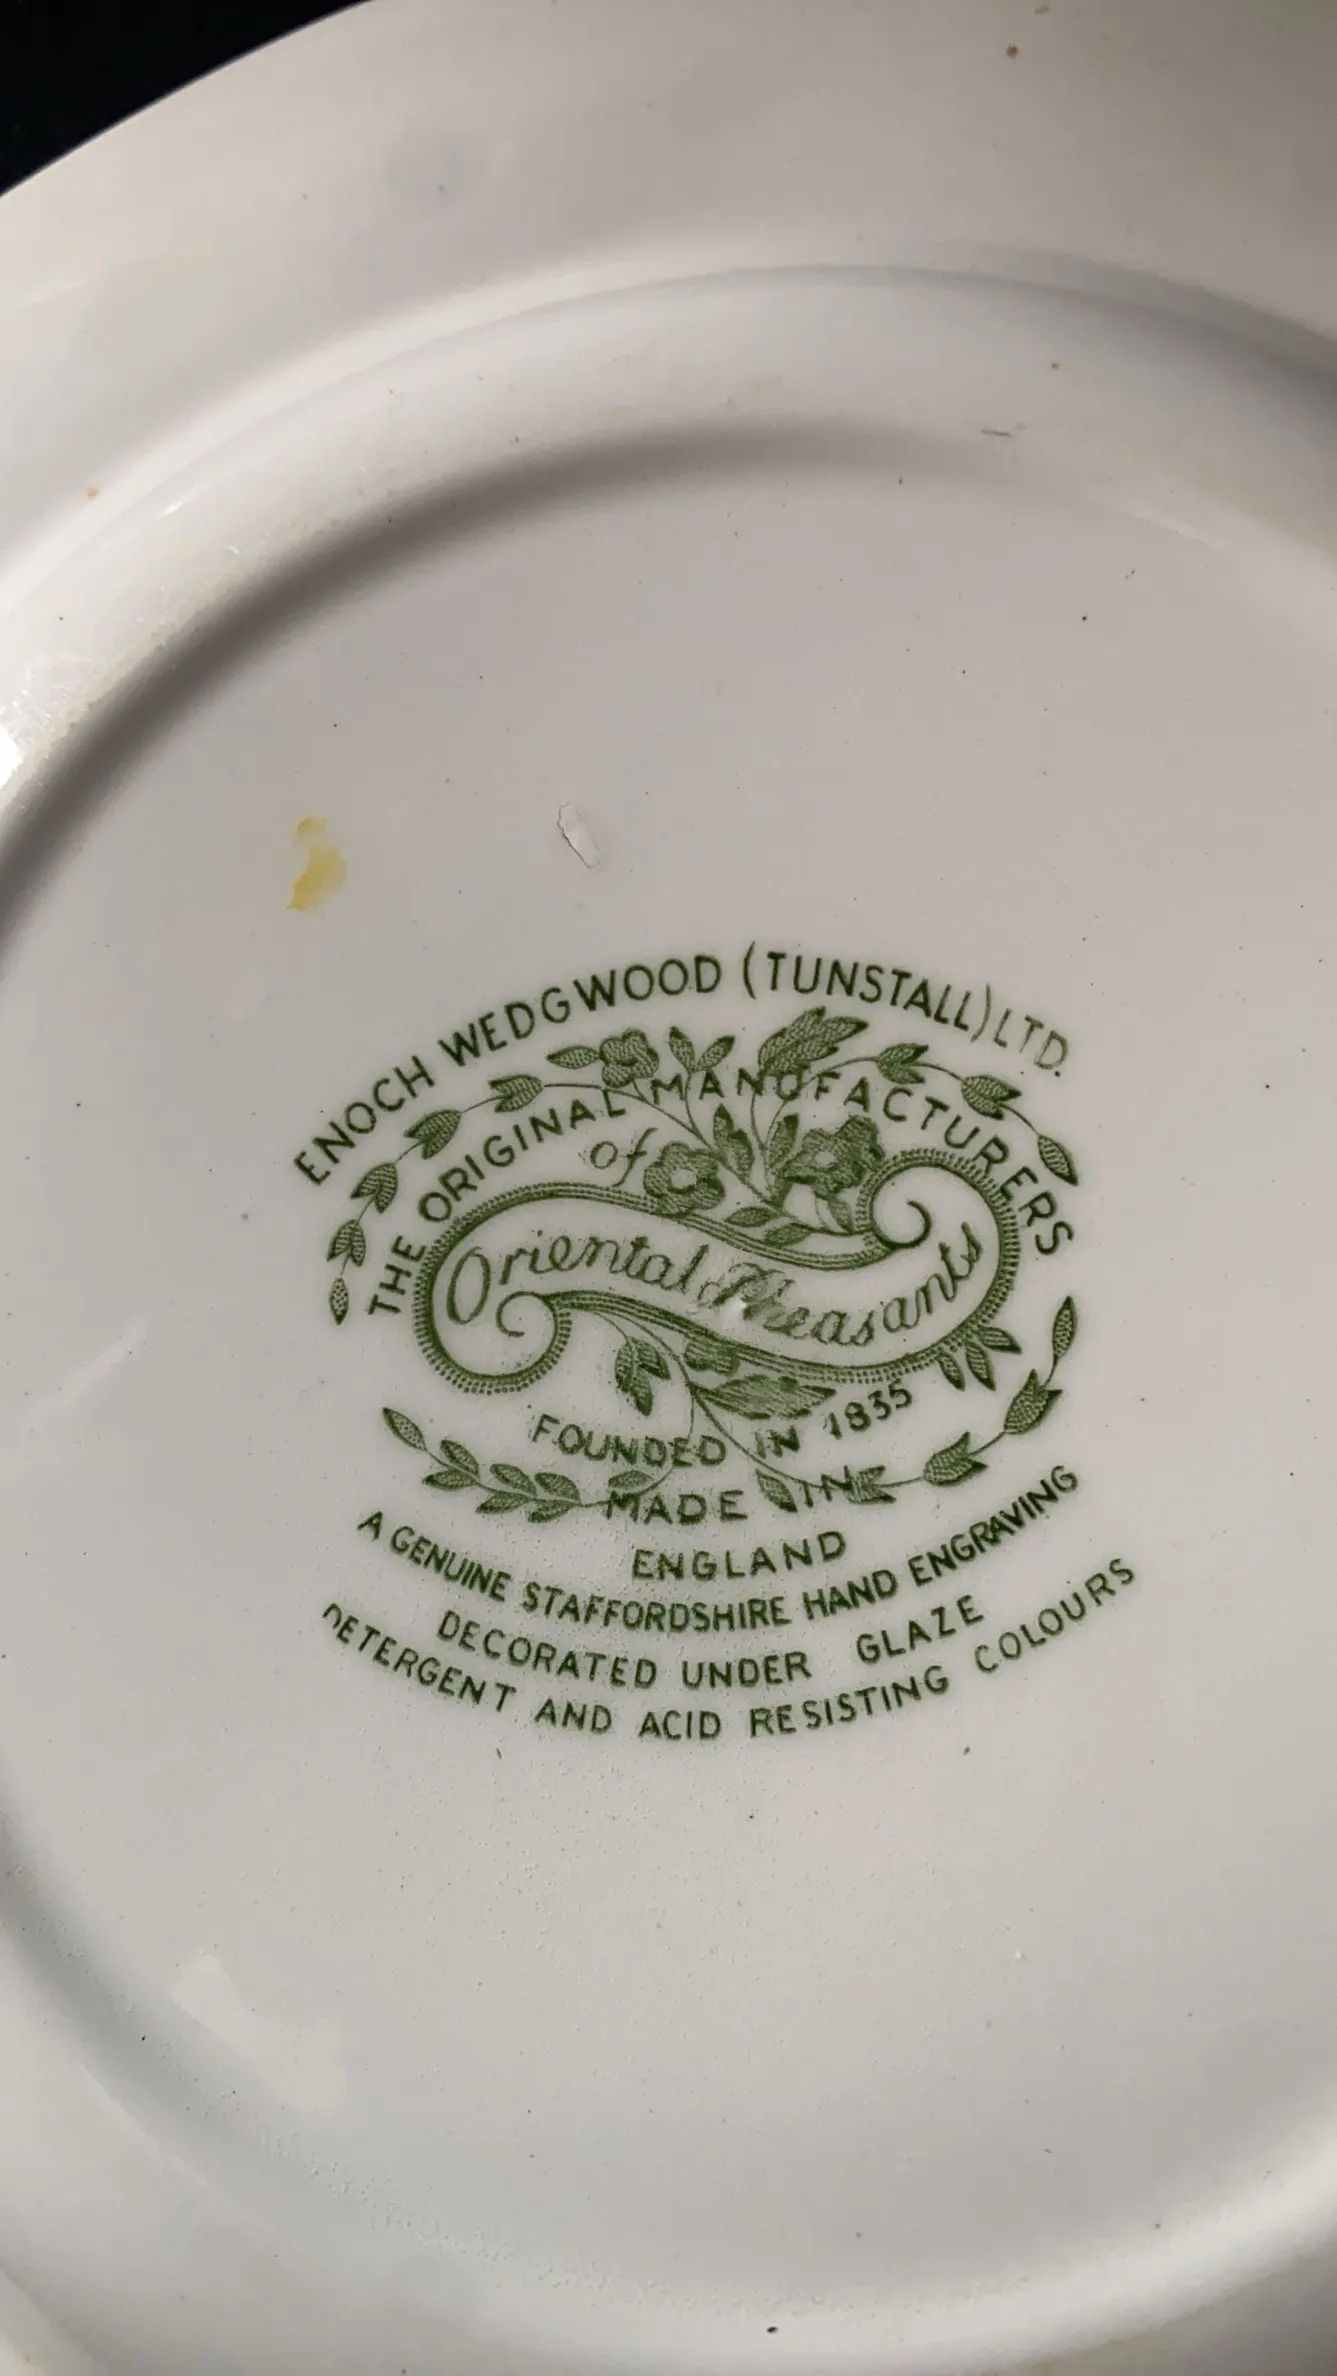 ENOCH WEDGWOOD (TUNSTALL) LTD.
THE ORIGINAL MANUFACTURERS
of
Oriental Pheasants
FOUNDED IN 1835
MADE IN
ENGLAND
A GENUINE STAFFORDSHIRE HAND ENGRAVING
DECORATED UNDER GLAZE
DETERGENT AND ACID RESISTING COLOURS